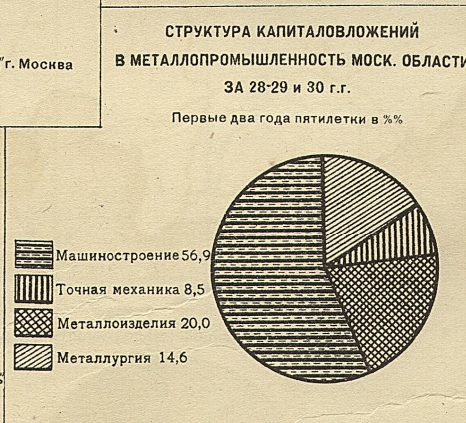 СТРУКТУРА КАПИТАЛОВЛОЖЕНИЙ
В МЕТАЛЛОПРОМЫШЛЕННОСТЬ МОСК. ОБЛАСТИ
ЗА 28-29 и 30 г.г.
Первые два года пятилетки в %%
"г. Москва
Машиностроение 56,9
Точная механика 8,5
Металлоизделия 20,0
Металлургия 14,6